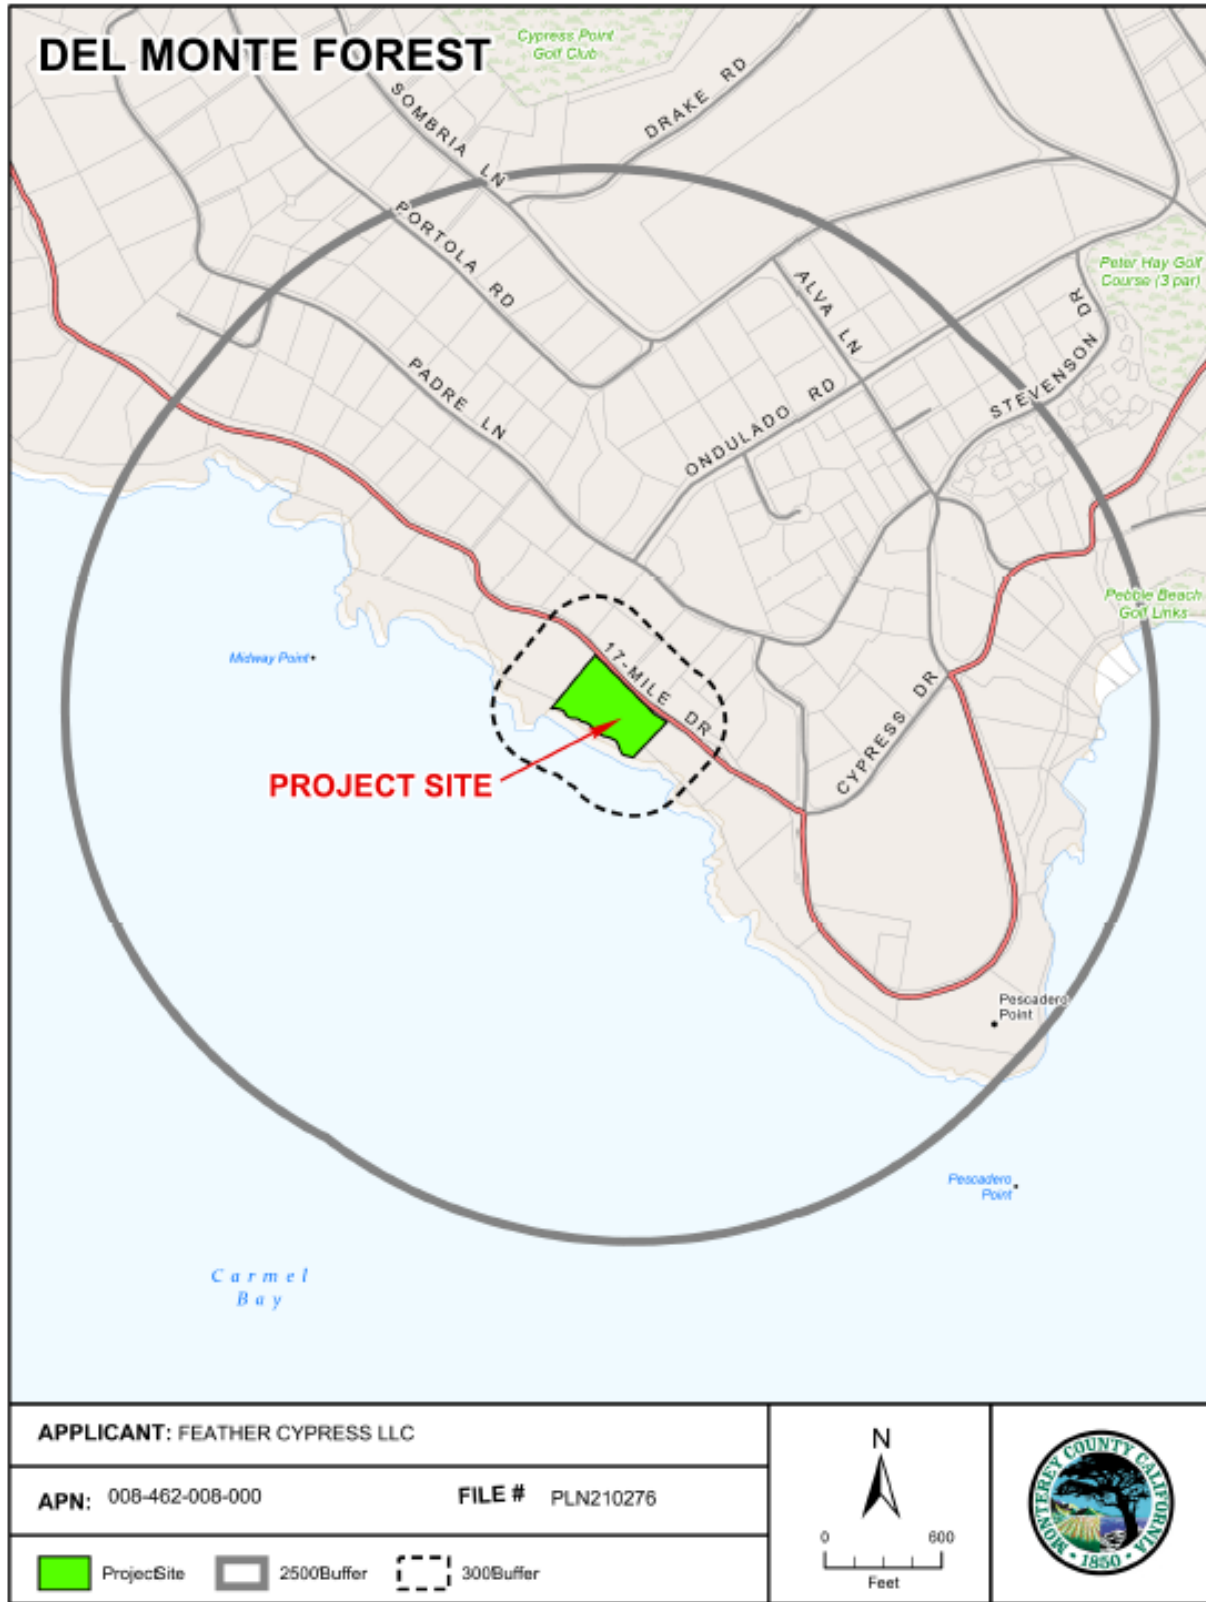 DEL MONTE FOREST
Cypress Point
Golf Club
SOMBRIA LN
DRAKE RD
PORTOLA RD
Peter Hay Golf
Course (3 par)
ALVA LN
STEVENSON DR
PADRE LN
ONDULADO RD
Pebble Beach
Golf Links
Midway Point
17-MILE DR
CYPRESS DR
PROJECT SITE
Pescadero
Point
Pescadero
Point
Carmel
Bay
APPLICANT: FEATHER CYPRESS LLC
APN: 008-462-008-000 FILE # PLN210276
ProjectSite 2500Buffer 300Buffer
N
0 600
Feet
MONTEREY COUNTY CALIFORNIA
• 1850 •